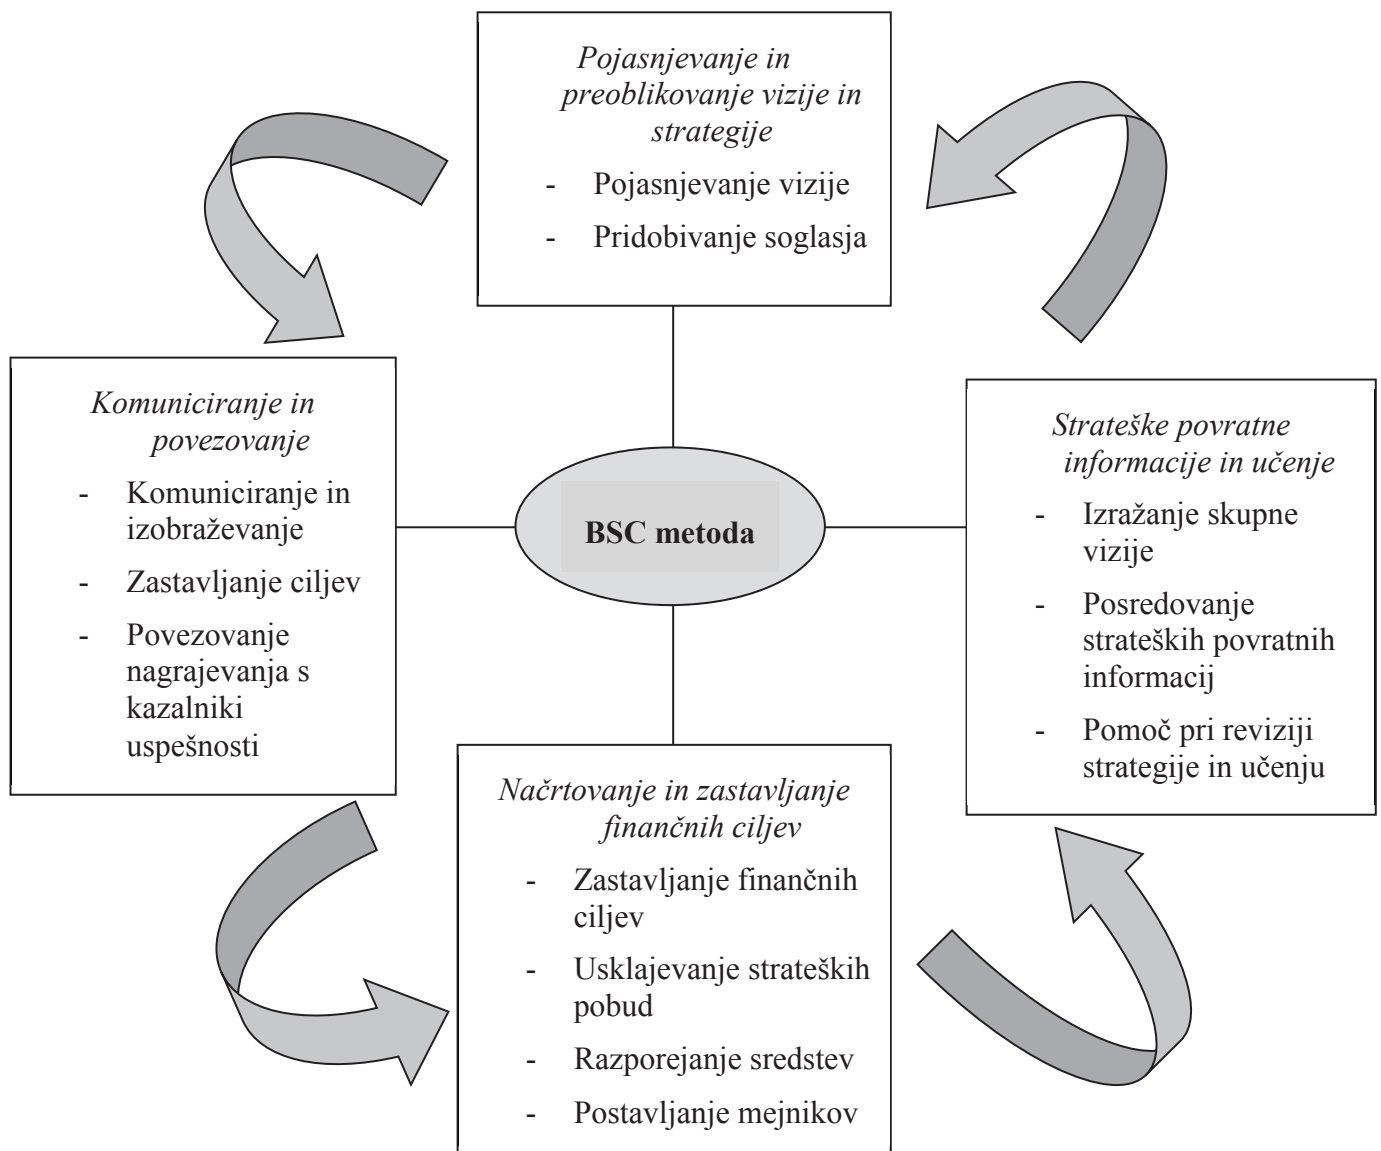 Pojasnjevanje in
preoblikovanje vizije in
strategije
- Pojasnjevanje vizije
- Pridobivanje soglasja
Komuniciranje in
povezovanje
- Komuniciranje in
izobraževanje
- Zastavljanje ciljev
- Povezovanje
nagrajevanja s
kazalniki
uspešnosti
BSC metoda
Strateške povratne
informacije in učenje
- Izražanje skupne
vizije
- Posredovanje
strateških povratnih
informacij
- Pomoč pri reviziji
strategije in učenju
Načrtovanje in zastavljanje
finančnih ciljev
- Zastavljanje finančnih
ciljev
- Usklajevanje strateških
pobud
- Razporejanje sredstev
- Postavljanje mejnikov